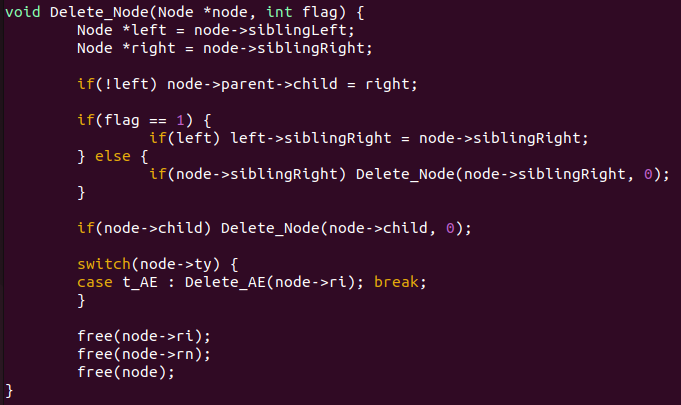 void Delete_Node(Node *node, int flag) {
        Node *left = node->siblingLeft;
        Node *right = node->siblingRight;

        if(!left) node->parent->child = right;

        if(flag == 1) {
                if(left) left->siblingRight = node->siblingRight;
        } else {
                if(node->siblingRight) Delete_Node(node->siblingRight, 0);
        }

        if(node->child) Delete_Node(node->child, 0);

        switch(node->ty) {
        case t_AE : Delete_AE(node->ri); break;
        }

        free(node->ri);
        free(node->rn);
        free(node);
}